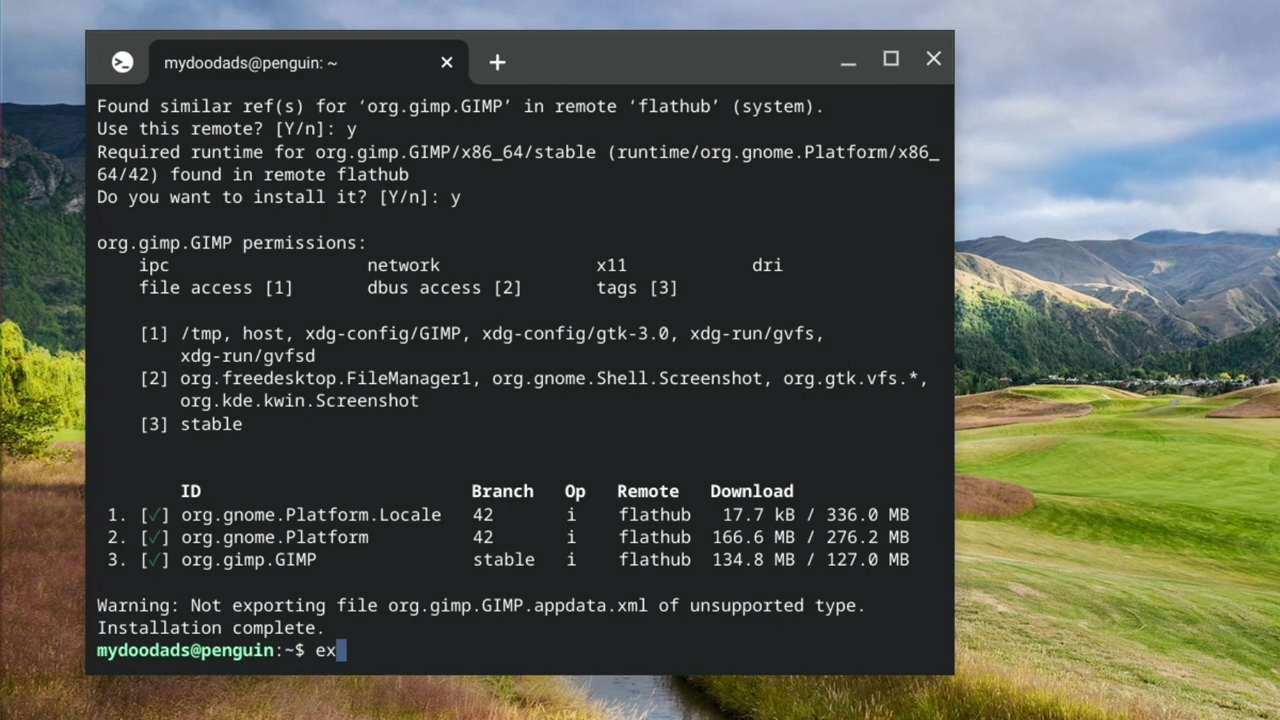 mydoodads@penguin: ~
Found similar ref(s) for ‘org.gimp.GIMP’ in remote ‘flathub’ (system).
Use this remote? [Y/n]: y
Required runtime for org.gimp.GIMP/x86_64/stable (runtime/org.gnome.Platform/x86_
64/42) found in remote flathub
Do you want to install it? [Y/n]: y
org.gimp.GIMP permissions:
ipc network x11 dri
file access [1] dbus access [2] tags [3]
[1] /tmp, host, xdg-config/GIMP, xdg-config/gtk-3.0, xdg-run/gvfs,
xdg-run/gvfsd
[2] org.freedesktop.FileManager1, org.gnome.Shell.Screenshot, org.gtk.vfs.*,
org.kde.kwin.Screenshot
[3] stable
ID Branch Op Remote Download
1. [✓] org.gnome.Platform.Locale 42 i flathub 17.7 kB / 336.0 MB
2. [✓] org.gnome.Platform 42 i flathub 166.6 MB / 276.2 MB
3. [✓] org.gimp.GIMP stable i flathub 134.8 MB / 127.0 MB
Warning: Not exporting file org.gimp.GIMP.appdata.xml of unsupported type.
Installation complete.
mydoodads@penguin:~$ ex